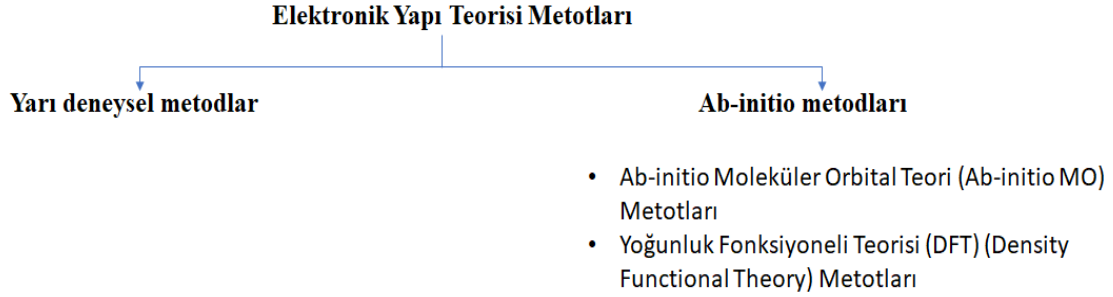 Elektronik Yapı Teorisi Metotları
Yarı deneysel metodlar
Ab-initio metodları
• Ab-initio Moleküler Orbital Teori (Ab-initio MO)
Metotları
• Yoğunluk Fonksiyoneli Teorisi (DFT) (Density
Functional Theory) Metotları